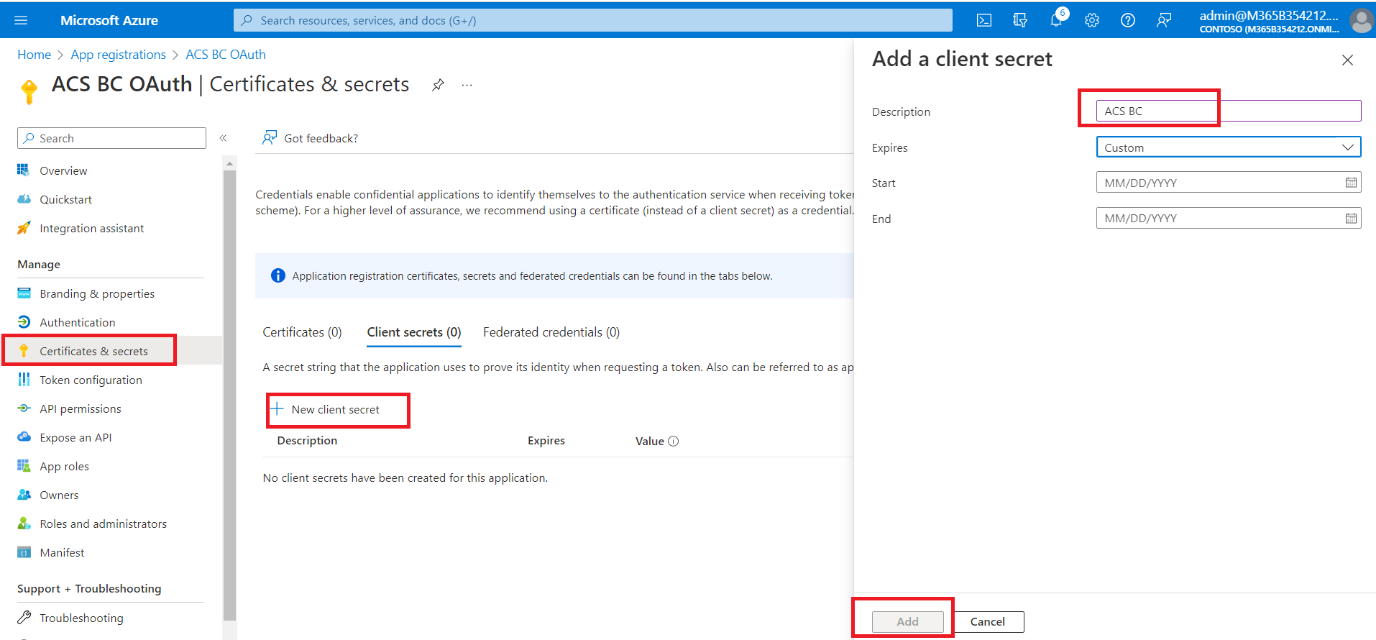 Microsoft Azure
Search resources, services, and docs (G+/)
6
admin@M365B354212....
CONTOSO (M365B354212.ONMI...
Home > App registrations > ACS BC OAuth
ACS BC OAuth | Certificates & secrets
...
Search
«
Got feedback?
Overview
Quickstart
Integration assistant
Manage
Branding & properties
Authentication
Certificates & secrets
Token configuration
API permissions
Expose an API
App roles
Owners
Roles and administrators
Manifest
Support + Troubleshooting
Troubleshooting
Credentials enable confidential applications to identify themselves to the authentication service when receiving token
scheme). For a higher level of assurance, we recommend using a certificate (instead of a client secret) as a credential.
Application registration certificates, secrets and federated credentials can be found in the tabs below.
Certificates (0) Client secrets (0) Federated credentials (0)
A secret string that the application uses to prove its identity when requesting a token. Also can be referred to as ap
New client secret
Description Expires Value
No client secrets have been created for this application.
Add a client secret
Description ACS BC
Expires Custom
Start MM/DD/YYYY
End MM/DD/YYYY
Add Cancel